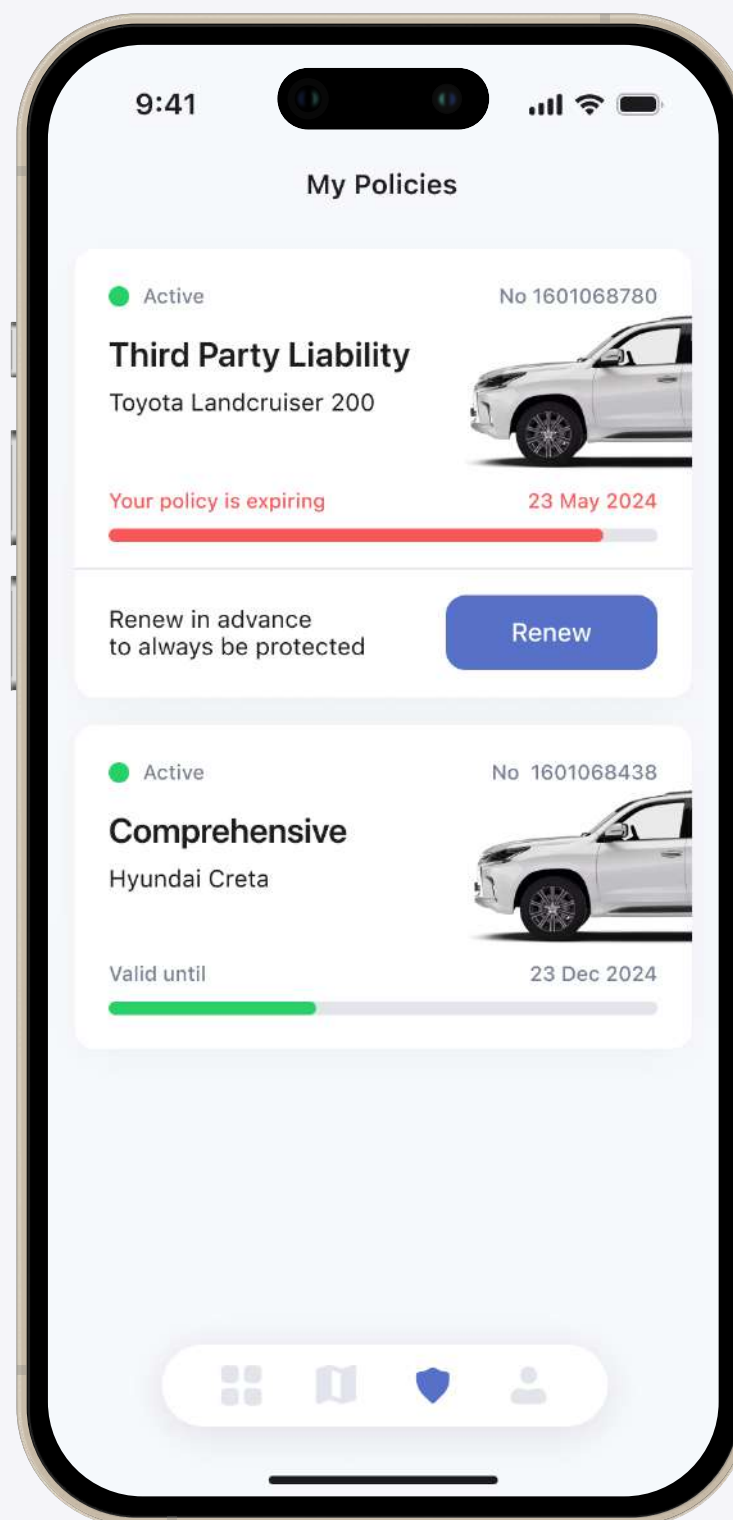 9:41
My Policies
Active
No 1601068780
Third Party Liability
Toyota Landcruiser 200
Your policy is expiring
23 May 2024
Renew in advance
to always be protected
Renew
Active
No 1601068438
Comprehensive
Hyundai Creta
Valid until
23 Dec 2024